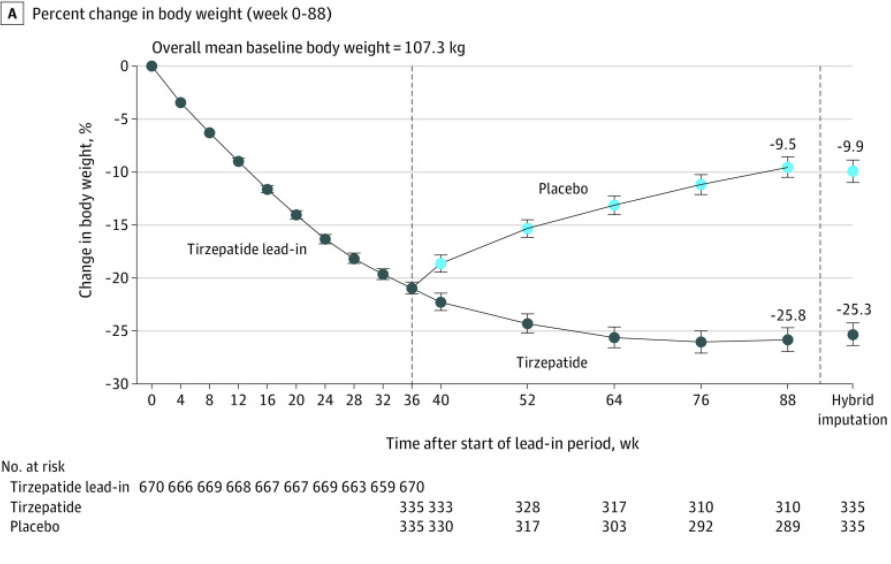 A Percent change in body weight (week 0-88)
Overall mean baseline body weight = 107.3 kg
0
-5
-10
-15
-20
-25
-30
Change in body weight, %
-9.5
-9.9
Placebo
Tirzepatide lead-in
-25.8
-25.3
Tirzepatide
0 4 8 12 16 20 24 28 32 36 40 52 64 76 88 Hybrid
imputation
Time after start of lead-in period, wk
No. at risk
Tirzepatide lead-in 670 666 669 668 667 667 669 663 659 670
Tirzepatide 335 333 328 317 310 310 335
Placebo 335 330 317 303 292 289 335